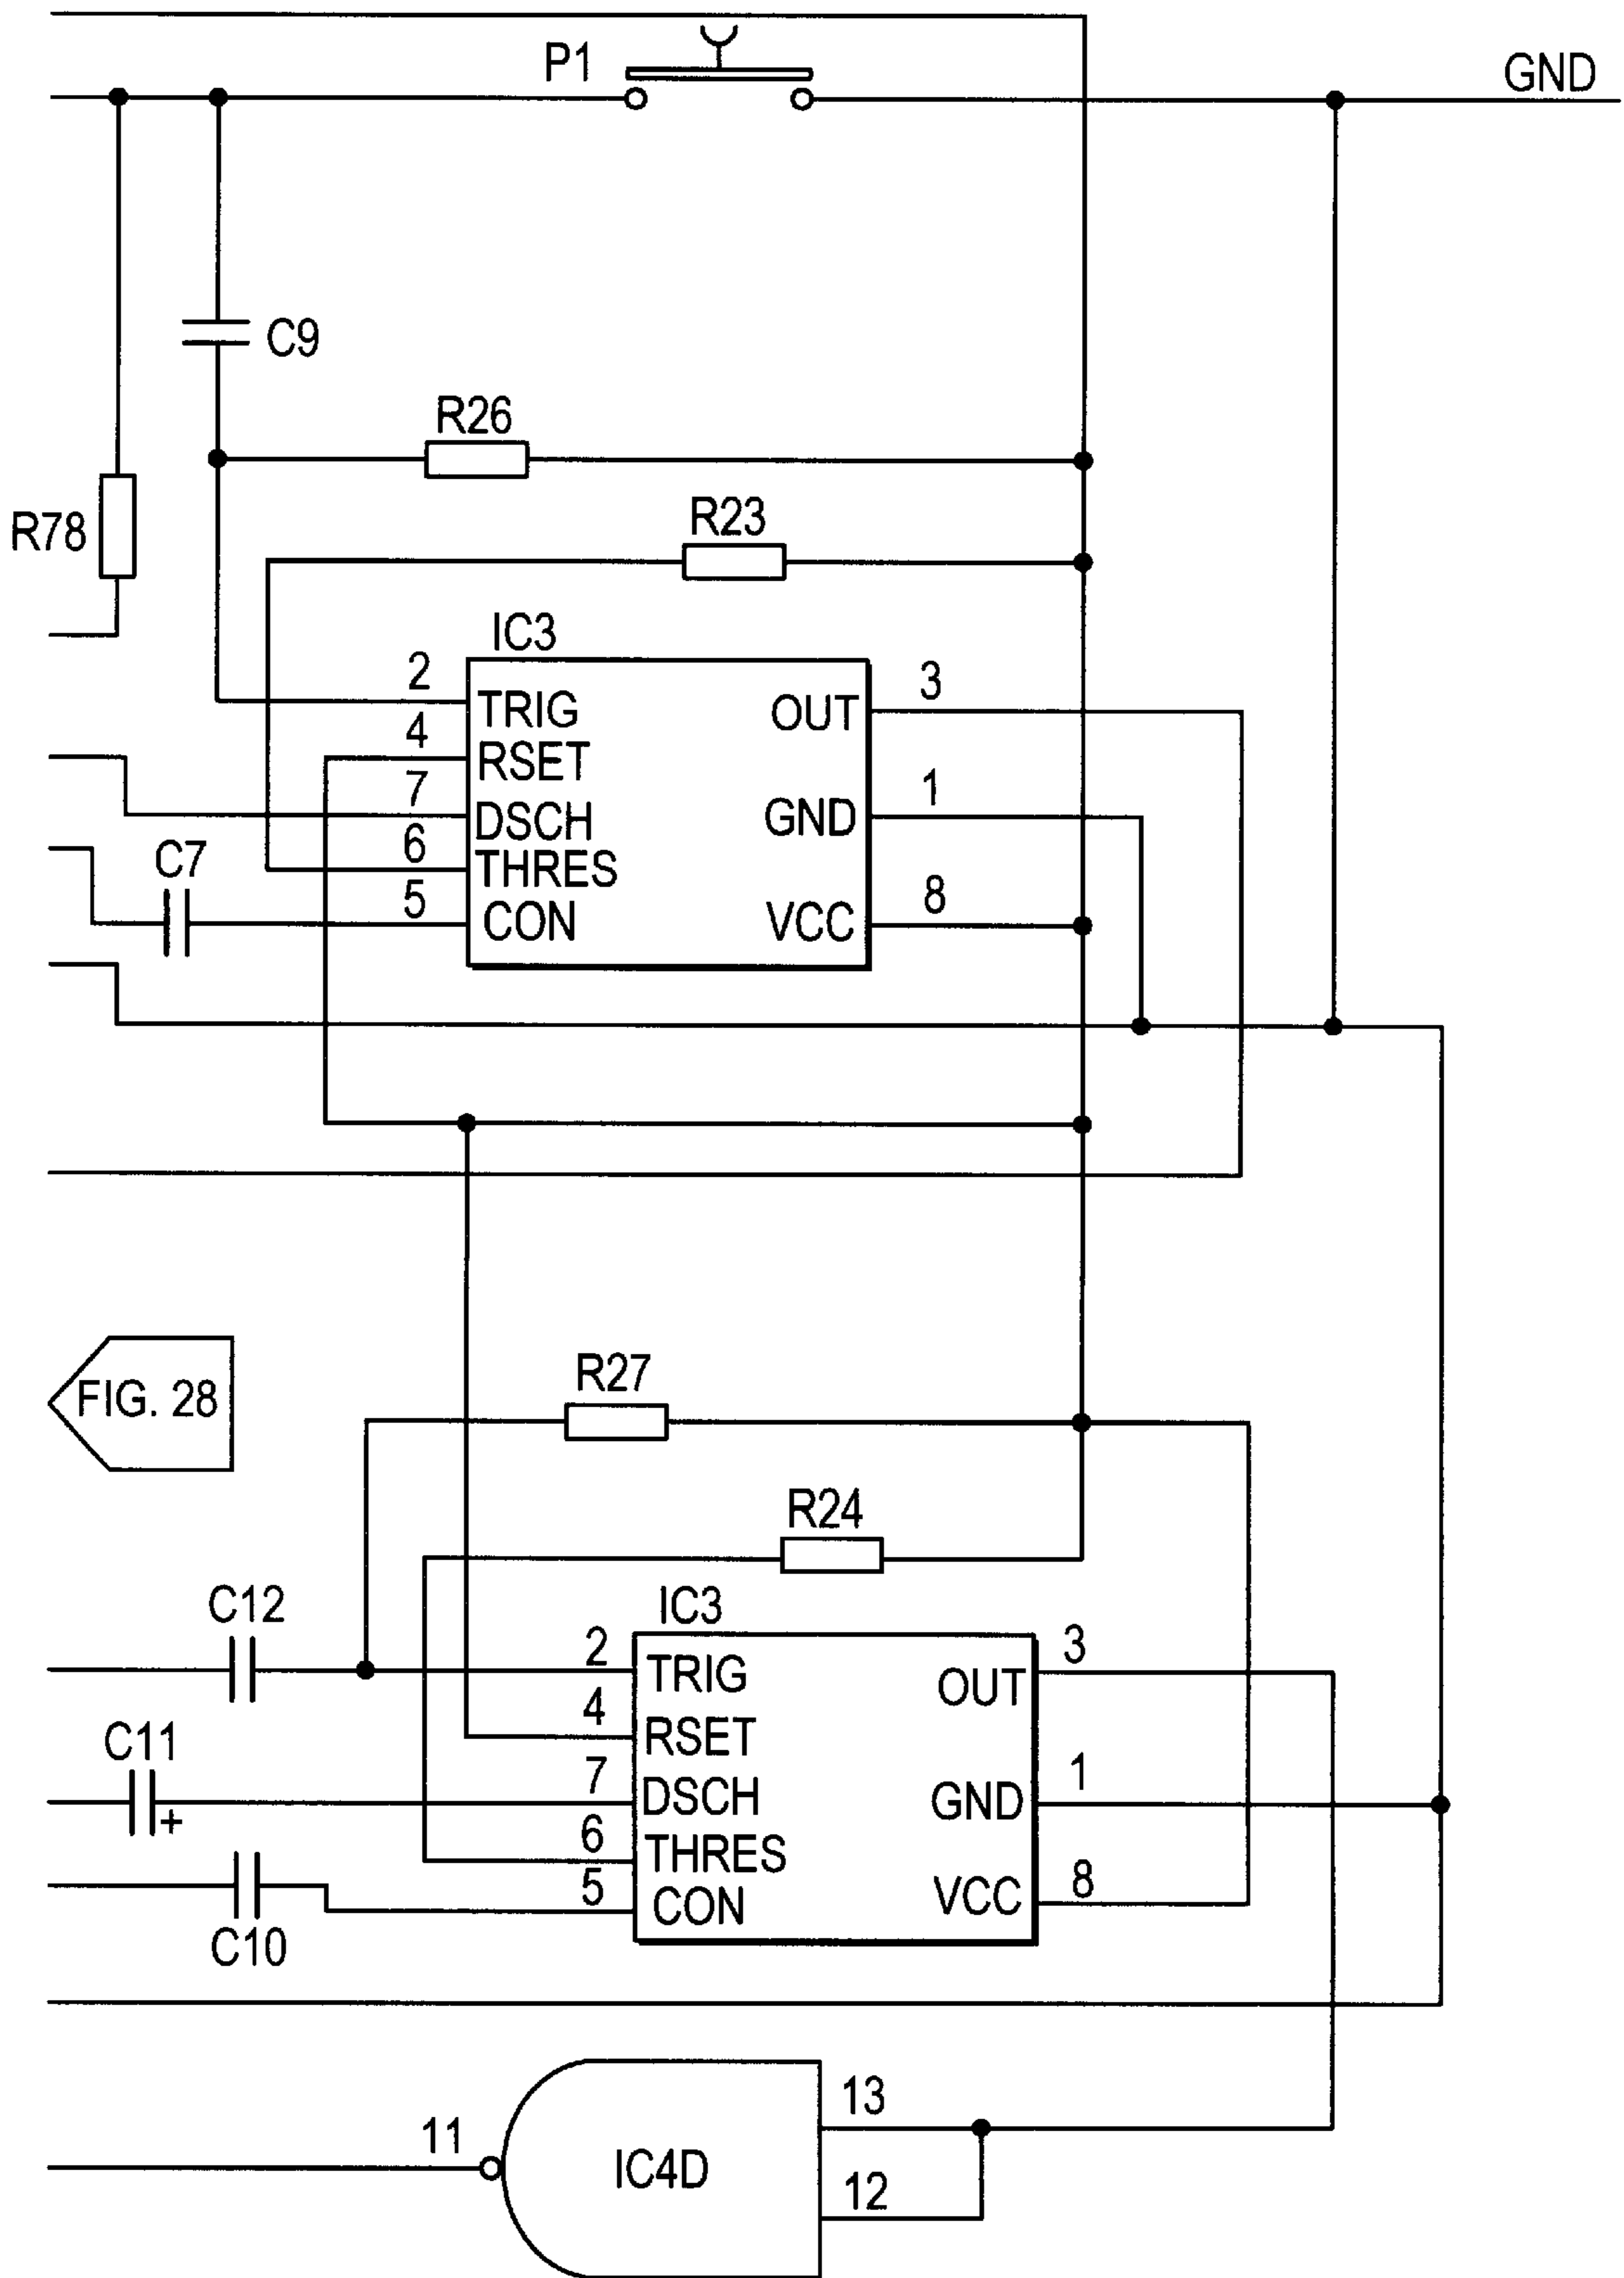 P1
GND
C9
R26
R78
R23
IC3
2
TRIG
OUT
3
4
RSET
7
DSCH
GND
1
6
THRES
C7
5
CON
VCC
8
FIG. 28
R27
R24
C12
IC3
2
TRIG
OUT
3
4
RSET
C11
+
7
DSCH
GND
1
6
THRES
5
CON
VCC
8
C10
13
11
IC4D
12